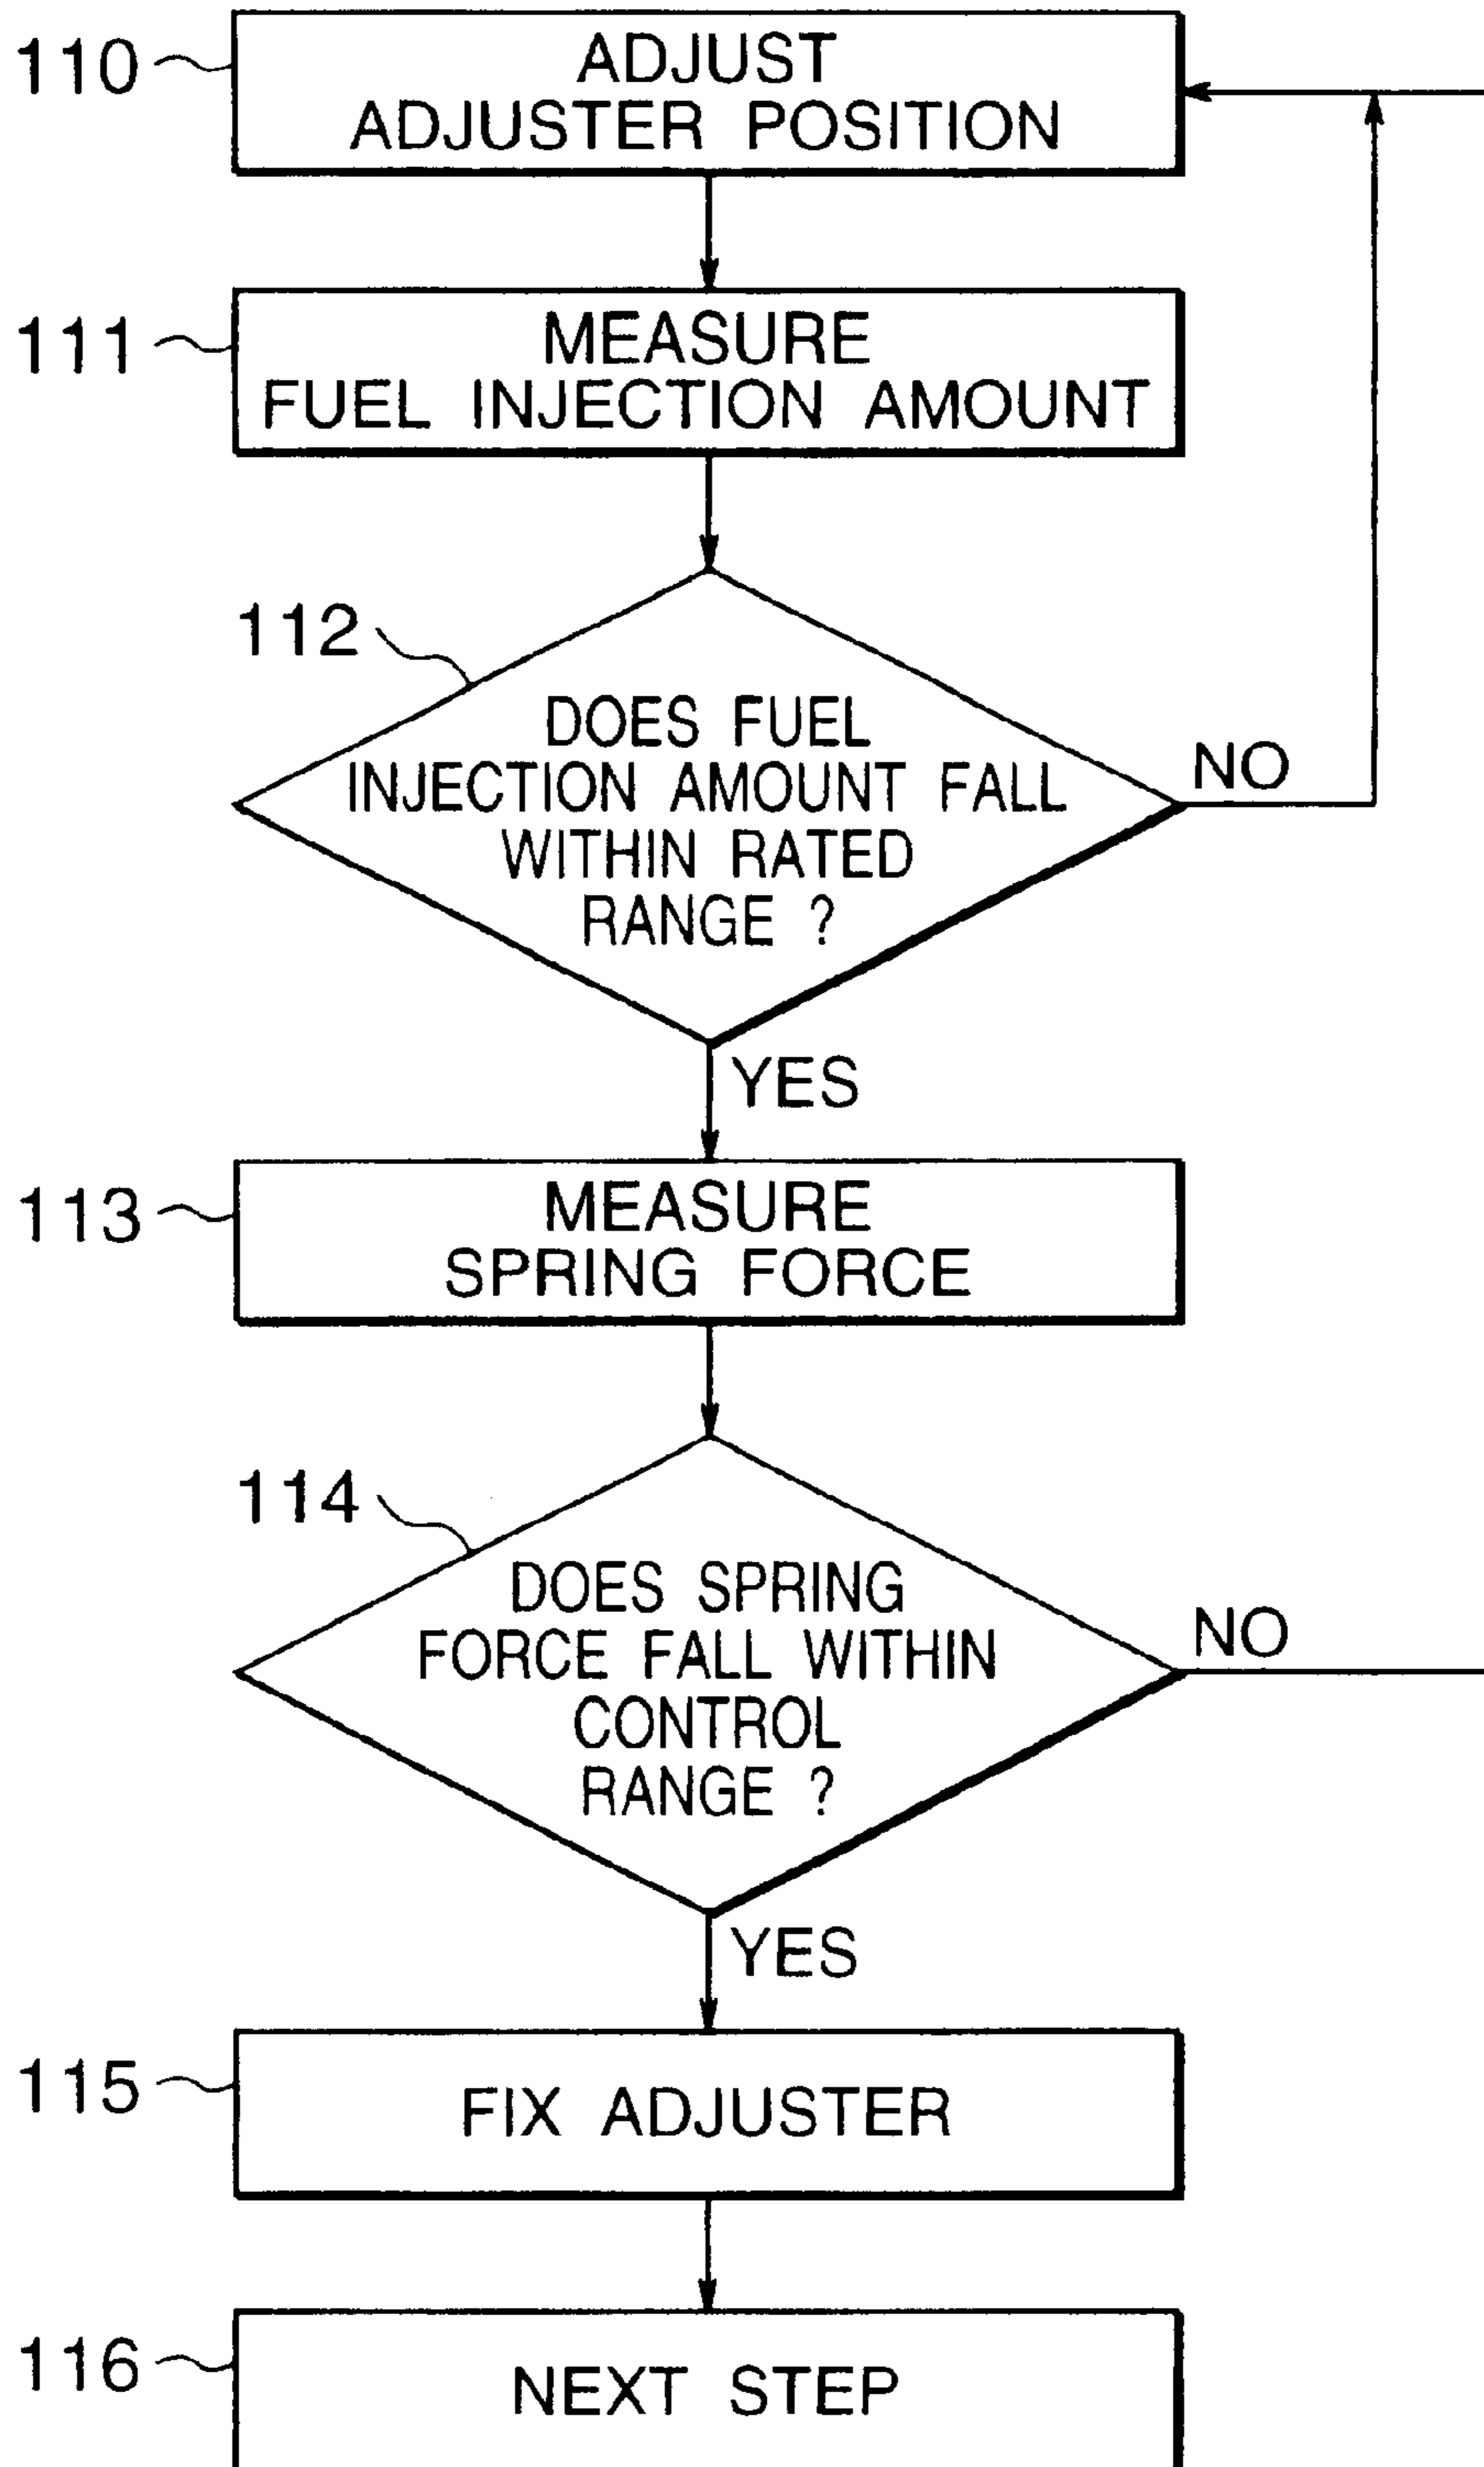 110
ADJUST
ADJUSTER POSITION
111
MEASURE
FUEL INJECTION AMOUNT
112
DOES FUEL
INJECTION AMOUNT FALL
WITHIN RATED
RANGE ?
NO
YES
113
MEASURE
SPRING FORCE
114
DOES SPRING
FORCE FALL WITHIN
CONTROL
RANGE ?
NO
YES
115
FIX ADJUSTER
116
NEXT STEP